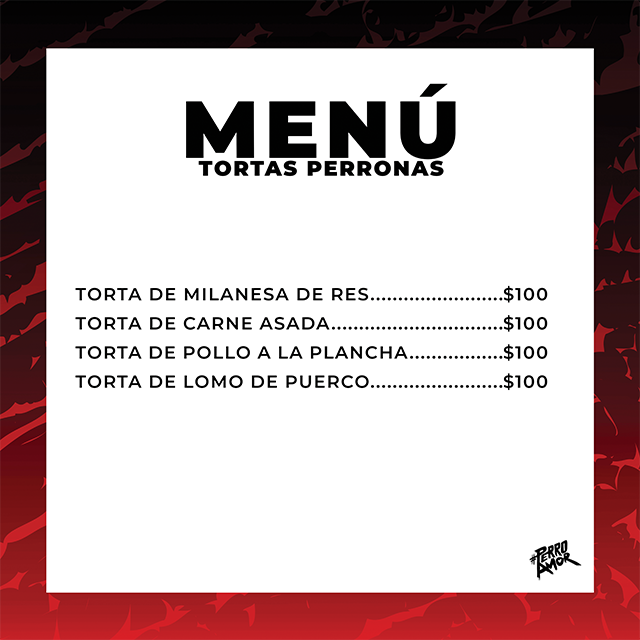 MENÚ
TORTAS PERRONAS
TORTA DE MILANESA DE RES........................$100
TORTA DE CARNE ASADA...............................$100
TORTA DE POLLO A LA PLANCHA.................$100
TORTA DE LOMO DE PUERCO........................$100
#PERRO
AMOR